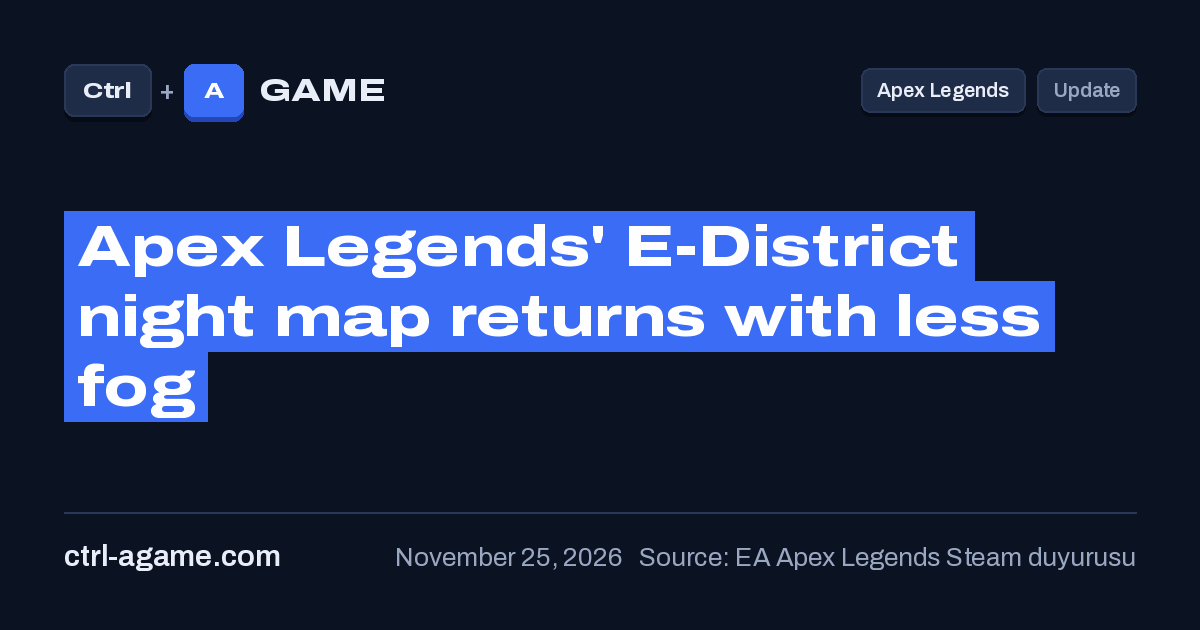 Ctrl + A GAME
Apex Legends Update
Apex Legends' E-District
night map returns with less
fog
ctrl-agame.com
November 25, 2026 Source: EA Apex Legends Steam duyurusu